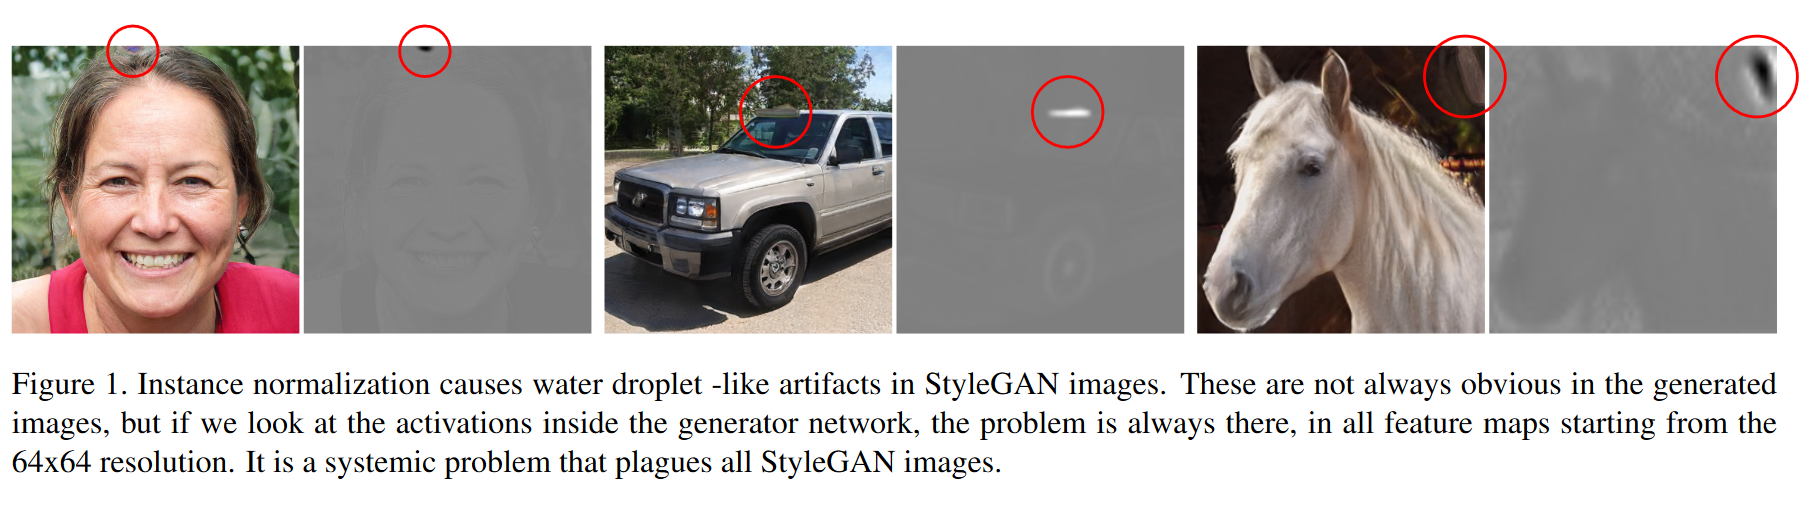 Figure 1. Instance normalization causes water droplet -like artifacts in StyleGAN images. These are not always obvious in the generated
images, but if we look at the activations inside the generator network, the problem is always there, in all feature maps starting from the
64x64 resolution. It is a systemic problem that plagues all StyleGAN images.